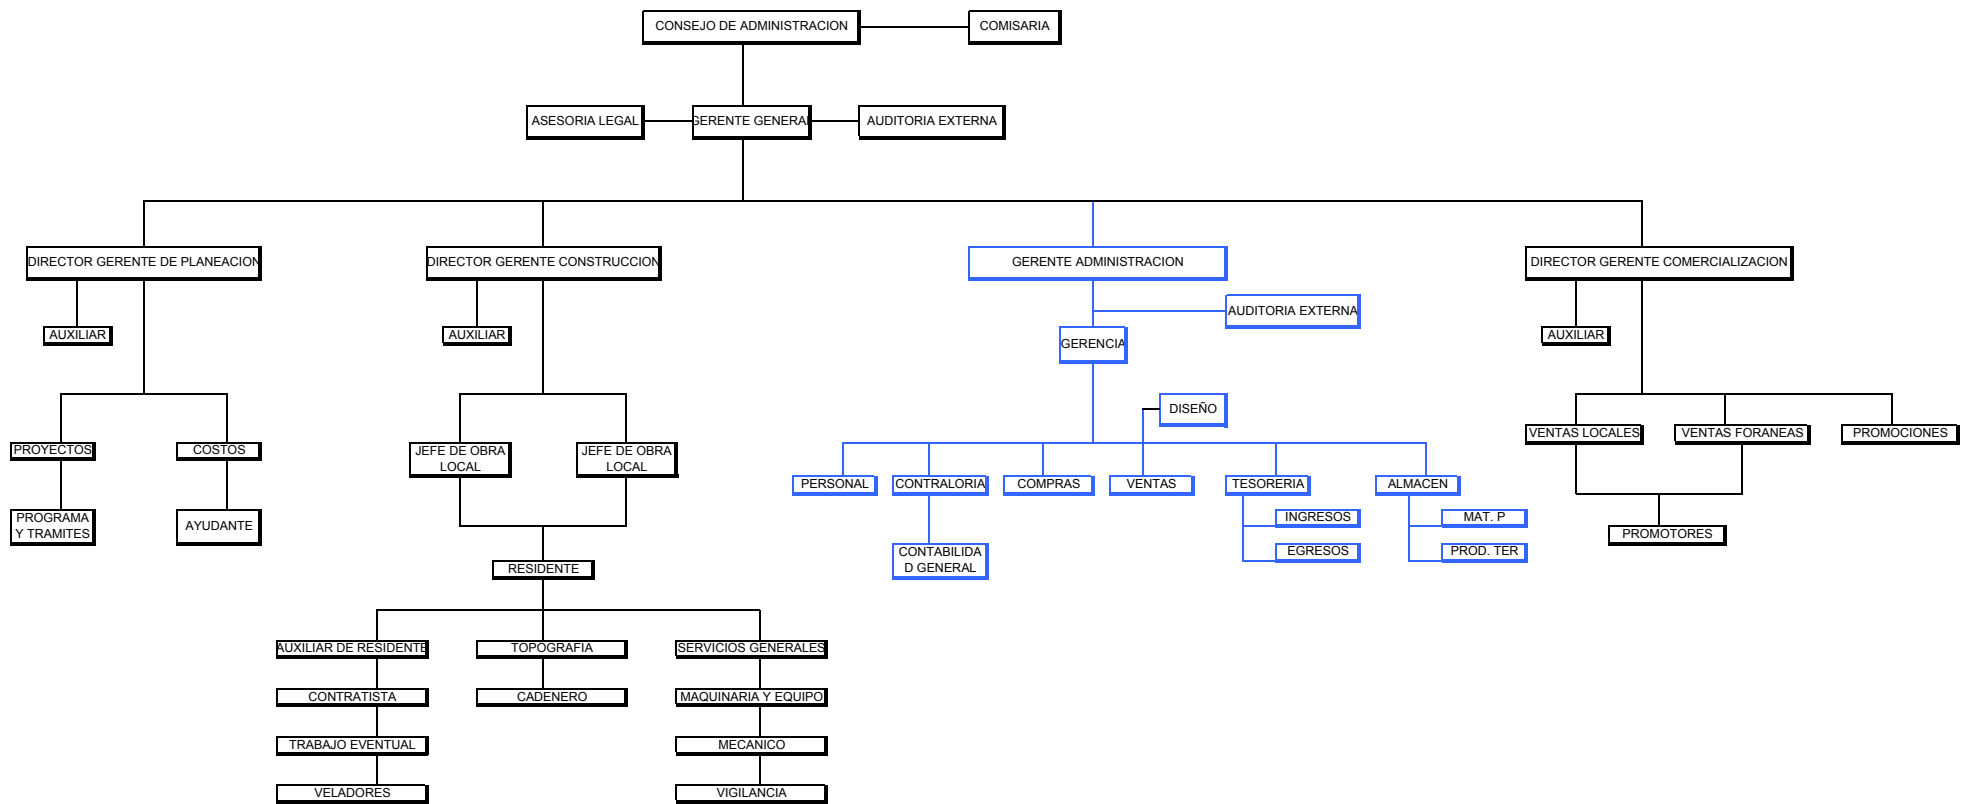 CONSEJO DE ADMINISTRACION
COMISARIA
ASESORIA LEGAL
GERENTE GENERAL
AUDITORIA EXTERNA
DIRECTOR GERENTE DE PLANEACION
DIRECTOR GERENTE CONSTRUCCION
GERENTE ADMINISTRACION
DIRECTOR GERENTE COMERCIALIZACION
AUDITORIA EXTERNA
AUXILIAR
AUXILIAR
GERENCIA
AUXILIAR
DISEÑO
PROYECTOS
COSTOS
JEFE DE OBRA
LOCAL
JEFE DE OBRA
LOCAL
VENTAS LOCALES
VENTAS FORANEAS
PROMOCIONES
PERSONAL
CONTRALORIA
COMPRAS
VENTAS
TESORERIA
ALMACEN
PROGRAMA
Y TRAMITES
AYUDANTE
INGRESOS
MAT. P
PROMOTORES
CONTABILIDA
D GENERAL
EGRESOS
PROD. TER
RESIDENTE
AUXILIAR DE RESIDENTE
TOPOGRAFIA
SERVICIOS GENERALES
CONTRATISTA
CADENERO
MAQUINARIA Y EQUIPO
TRABAJO EVENTUAL
MECANICO
VELADORES
VIGILANCIA